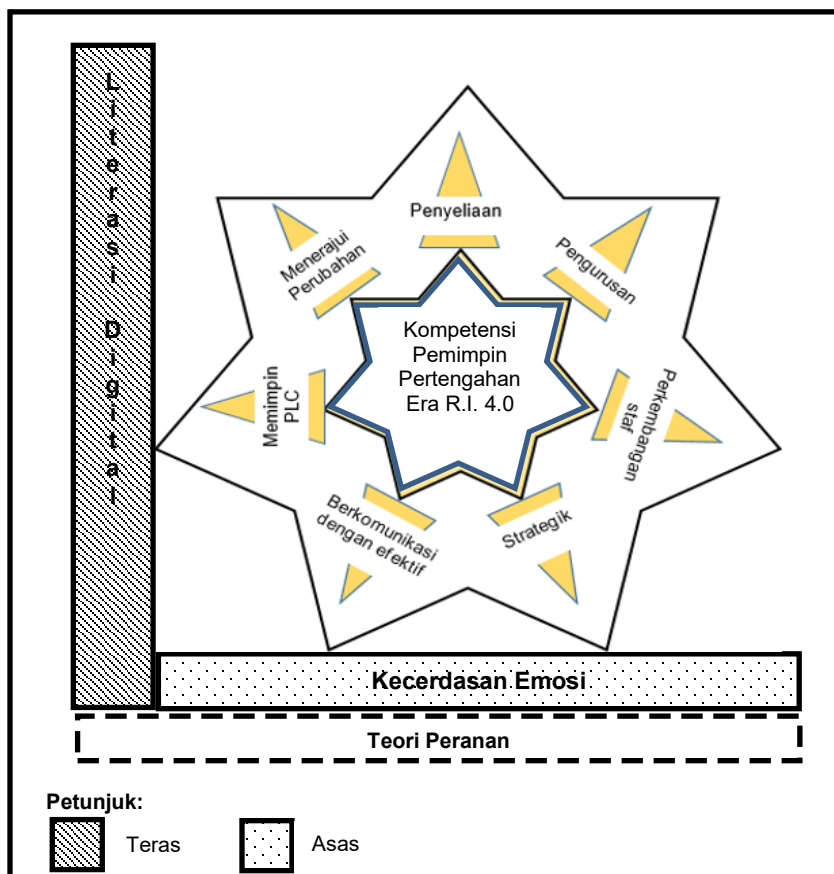 Literasi Digital
Penyeliaan
Menerajui
Perubahan
Pengurusan
Kompetensi
Pemimpin
Pertengahan
Era R.I. 4.0
Memimpin
PLC
Perkembangan
staf
Berkomunikasi
dengan efektif
Strategik
Kecerdasan Emosi
Teori Peranan
Petunjuk:
Teras
Asas